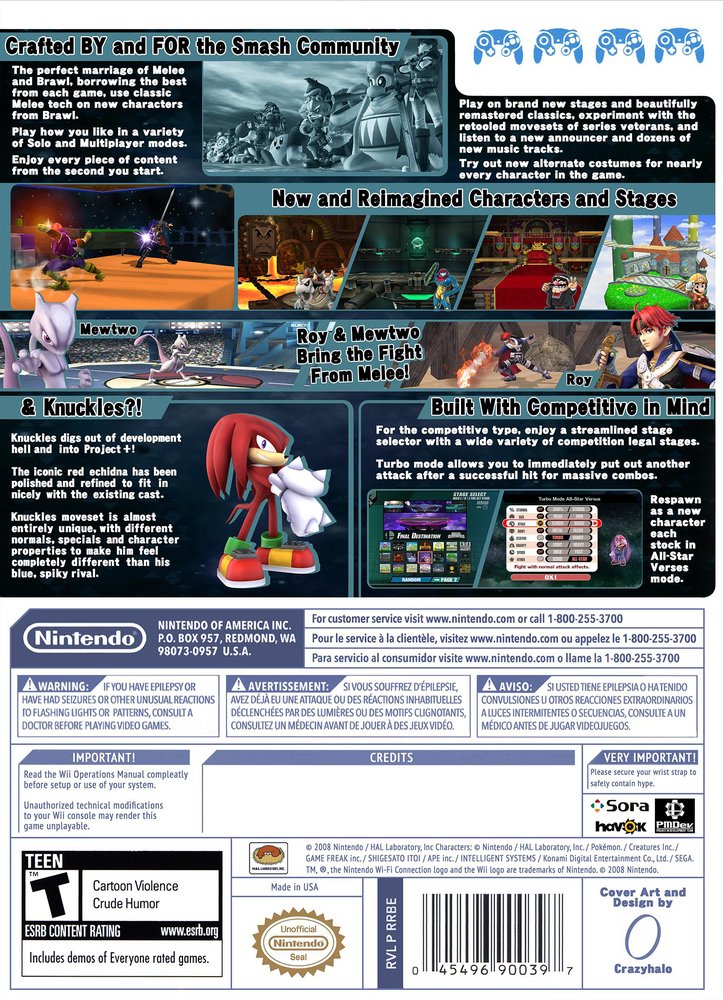 Crafted BY and FOR the Smash Community
The perfect marriage of Melee
and Brawl, borrowing the best
from each game, use classic
Melee tech on new characters
from Brawl.
Play how you like in a variety
of Solo and Multiplayer modes.
Enjoy every piece of content
from the second you start.
Play on brand new stages and beautifully
remastered classics, experiment with the
retooled movesets of series veterans, and
listen to a new announcer and dozens of
new music tracks.
Try out new alternate costumes for nearly
every character in the game.
New and Reimagined Characters and Stages
Mewtwo
Roy & Mewtwo
Bring the Fight
From Melee!
Roy
& Knuckles?!
Knuckles digs out of development
hell and into Project+!
The iconic red echidna has been
polished and refined to fit in
nicely with the existing cast.
Knuckles moveset is almost
entirely unique, with different
normals, specials and character
properties to make him feel
completely different than his
blue, spiky rival.
Built With Competitive in Mind
For the competitive type, enjoy a streamlined stage
selector with a wide variety of competition legal stages.
Turbo mode allows you to immediately put out another
attack after a successful hit for massive combos.
STAGE SELECT
FINAL DESTINATION
RANDOM
PAGE 2
Turbo Mode All-Star Versus
Fight with normal attack effects.
OK!
Respawn
as a new
character
each
stock in
All-Star
Verses
mode.
Nintendo
NINTENDO OF AMERICA INC.
P.O. BOX 957, REDMOND, WA
98073-0957 U.S.A.
For customer service visit www.nintendo.com or call 1-800-255-3700
Pour le service à la clientèle, visitez www.nintendo.com ou appelez le 1-800-255-3700
Para servicio al consumidor visite www.nintendo.com o llame la 1-800-255-3700
WARNING: IF YOU HAVE EPILEPSY OR
HAVE HAD SEIZURES OR OTHER UNUSUAL REACTIONS
TO FLASHING LIGHTS OR PATTERNS, CONSULT A
DOCTOR BEFORE PLAYING VIDEO GAMES.
AVERTISSEMENT: SI VOUS SOUFFREZ D'ÉPILEPSIE,
AVEZ DÉJÀ EU UNE ATTAQUE OU DES RÉACTIONS INHABITUELLES
DÉCLENCHÉES PAR DES LUMIÈRES OU DES MOTIFS CLIGNOTANTS,
CONSULTEZ UN MÉDECIN AVANT DE JOUER À DES JEUX VIDÉO.
AVISO: SI USTED TIENE EPILEPSIA O HA TENIDO
CONVULSIONES U OTROS REACCIONES EXTRAORDINARIOS
A LUCES INTERMITENTES O SECUENCIAS, CONSULTE A UN
MÉDICO ANTES DE JUGAR VIDEOJUEGOS.
IMPORTANT!
Read the Wii Operations Manual compleatly
before setup or use of your system.
Unauthorized technical modifications
to your Wii console may render this
game unplayable.
CREDITS
VERY IMPORTANT!
Please secure your wrist strap to
safely contain hype.
Sora
havok
PMDev
TEEN
T
TM
Cartoon Violence
Crude Humor
ESRB CONTENT RATING www.esrb.org
Includes demos of Everyone rated games.
HAL LABORATORY, INC.
© 2008 Nintendo / HAL Laboratory, Inc Characters: © Nintendo / HAL Laboratory, Inc. / Pokémon. / Creatures Inc. /
GAME FREAK inc. / SHIGESATO ITOI / APE inc. / INTELLIGENT SYSTEMS / Konami Digital Entertainment Co., Ltd. / SEGA.
TM, ®, the Nintendo Wi-Fi Connection logo and the Wii logo are trademarks of Nintendo. © 2008 Nintendo.
Made in USA
Unofficial
Nintendo
Seal
RVL P RRBE
0 45496 90039 7
Cover Art and
Design by
Crazyhalo